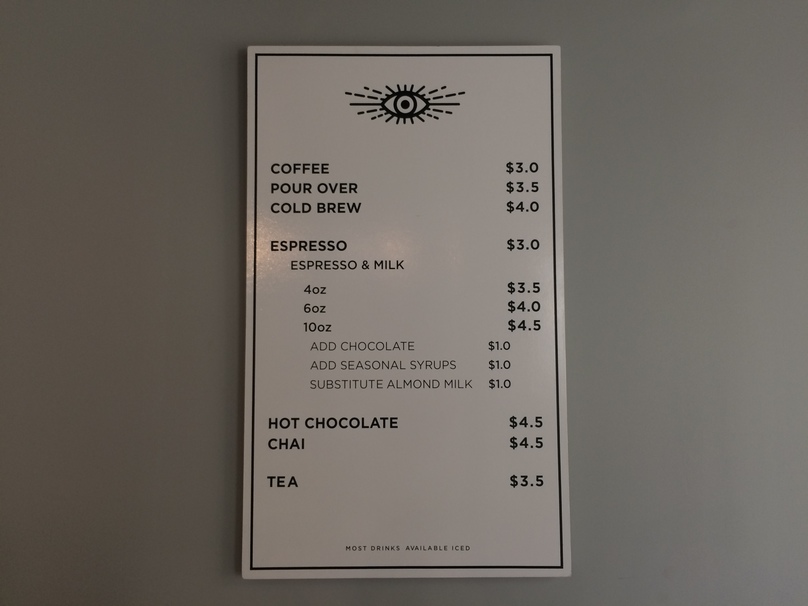 COFFEE $3.0
POUR OVER $3.5
COLD BREW $4.0
ESPRESSO $3.0
ESPRESSO & MILK
4oz $3.5
6oz $4.0
10oz $4.5
ADD CHOCOLATE $1.0
ADD SEASONAL SYRUPS $1.0
SUBSTITUTE ALMOND MILK $1.0
HOT CHOCOLATE $4.5
CHAI $4.5
TEA $3.5
MOST DRINKS AVAILABLE ICED